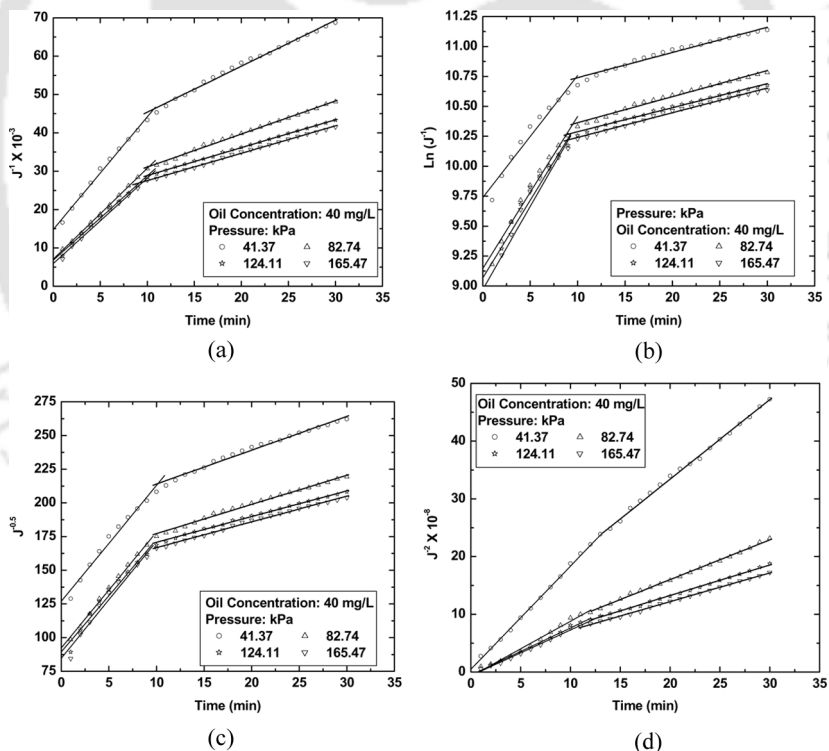 70
60
50
40
30
20
10
0
J⁻¹ X 10⁻³
0 5 10 15 20 25 30 35
Time (min)
Oil Concentration: 40 mg/L
Pressure: kPa
○ 41.37 △ 82.74
☆ 124.11 ▽ 165.47
(a)
11.25
11.00
10.75
10.50
10.25
10.00
9.75
9.50
9.25
9.00
Ln (J⁻¹)
0 5 10 15 20 25 30 35
Time (min)
Pressure: kPa
Oil Concentration: 40 mg/L
○ 41.37 △ 82.74
☆ 124.11 ▽ 165.47
(b)
275
250
225
200
175
150
125
100
75
J⁻⁰·⁵
0 5 10 15 20 25 30 35
Time (min)
Oil Concentration: 40 mg/L
Pressure: kPa
○ 41.37 △ 82.74
☆ 124.11 ▽ 165.47
(c)
50
40
30
20
10
0
J⁻² X 10⁻⁸
0 5 10 15 20 25 30 35
Time (min)
Oil Concentration: 40 mg/L
Pressure: kPa
○ 41.37 △ 82.74
☆ 124.11 ▽ 165.47
(d)